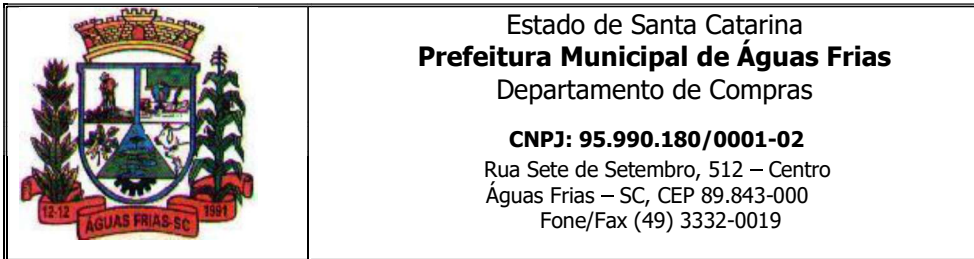 12-12
ÁGUAS FRIAS-SC
1991
Estado de Santa Catarina
Prefeitura Municipal de Águas Frias
Departamento de Compras
CNPJ: 95.990.180/0001-02
Rua Sete de Setembro, 512 – Centro
Águas Frias – SC, CEP 89.843-000
Fone/Fax (49) 3332-0019